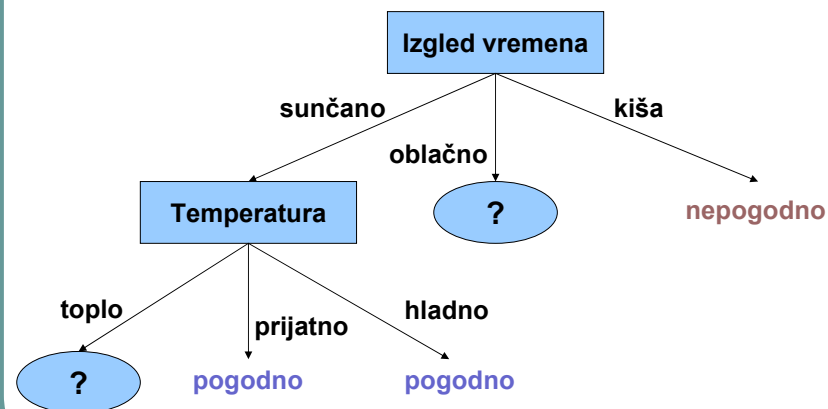 Izgled vremena
sunčano
kiša
oblačno
Temperatura
?
nepogodno
toplo
prijatno
hladno
?
pogodno
pogodno